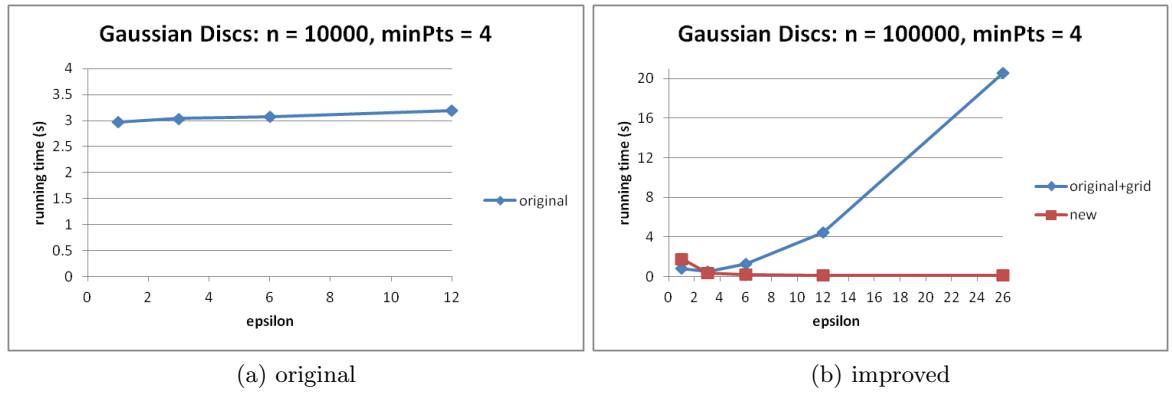 Gaussian Discs: n = 10000, minPts = 4
4
3.5
3
2.5
2
1.5
1
0.5
0
running time (s)
0 2 4 6 8 10 12
epsilon
original
(a) original
Gaussian Discs: n = 100000, minPts = 4
20
16
12
8
4
0
running time (s)
0 2 4 6 8 10 12 14 16 18 20 22 24 26
epsilon
original+grid
new
(b) improved